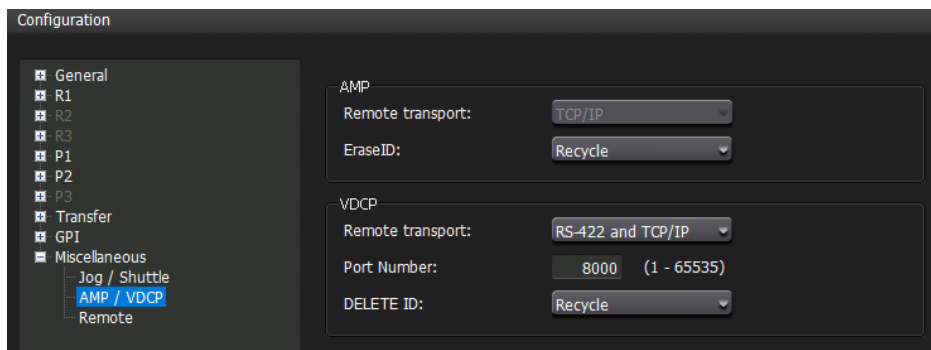 Configuration
General
R1
R2
R3
P1
P2
P3
Transfer
GPI
Miscellaneous
Jog / Shuttle
AMP / VDCP
Remote
AMP
Remote transport: TCP/IP
EraseID: Recycle
VDCP
Remote transport: RS-422 and TCP/IP
Port Number: 8000 (1 - 65535)
DELETE ID: Recycle